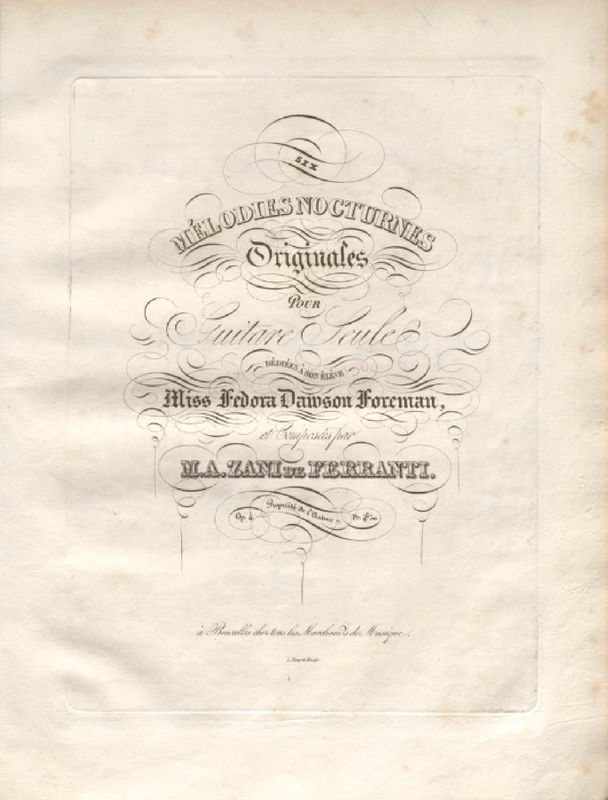 SIX
MÉLODIES NOCTURNES
Originales
POUR
Guitare Seule
DÉDIÉES À SON ÉLÈVE
Miss Fedora Dawson Foreman,
et Composées par
M.A. ZANI DE FERRANTI.
Op. 4 Propriété de l'Auteur, Pr.
à Bruxelles chez tous les Marchands de Musique.